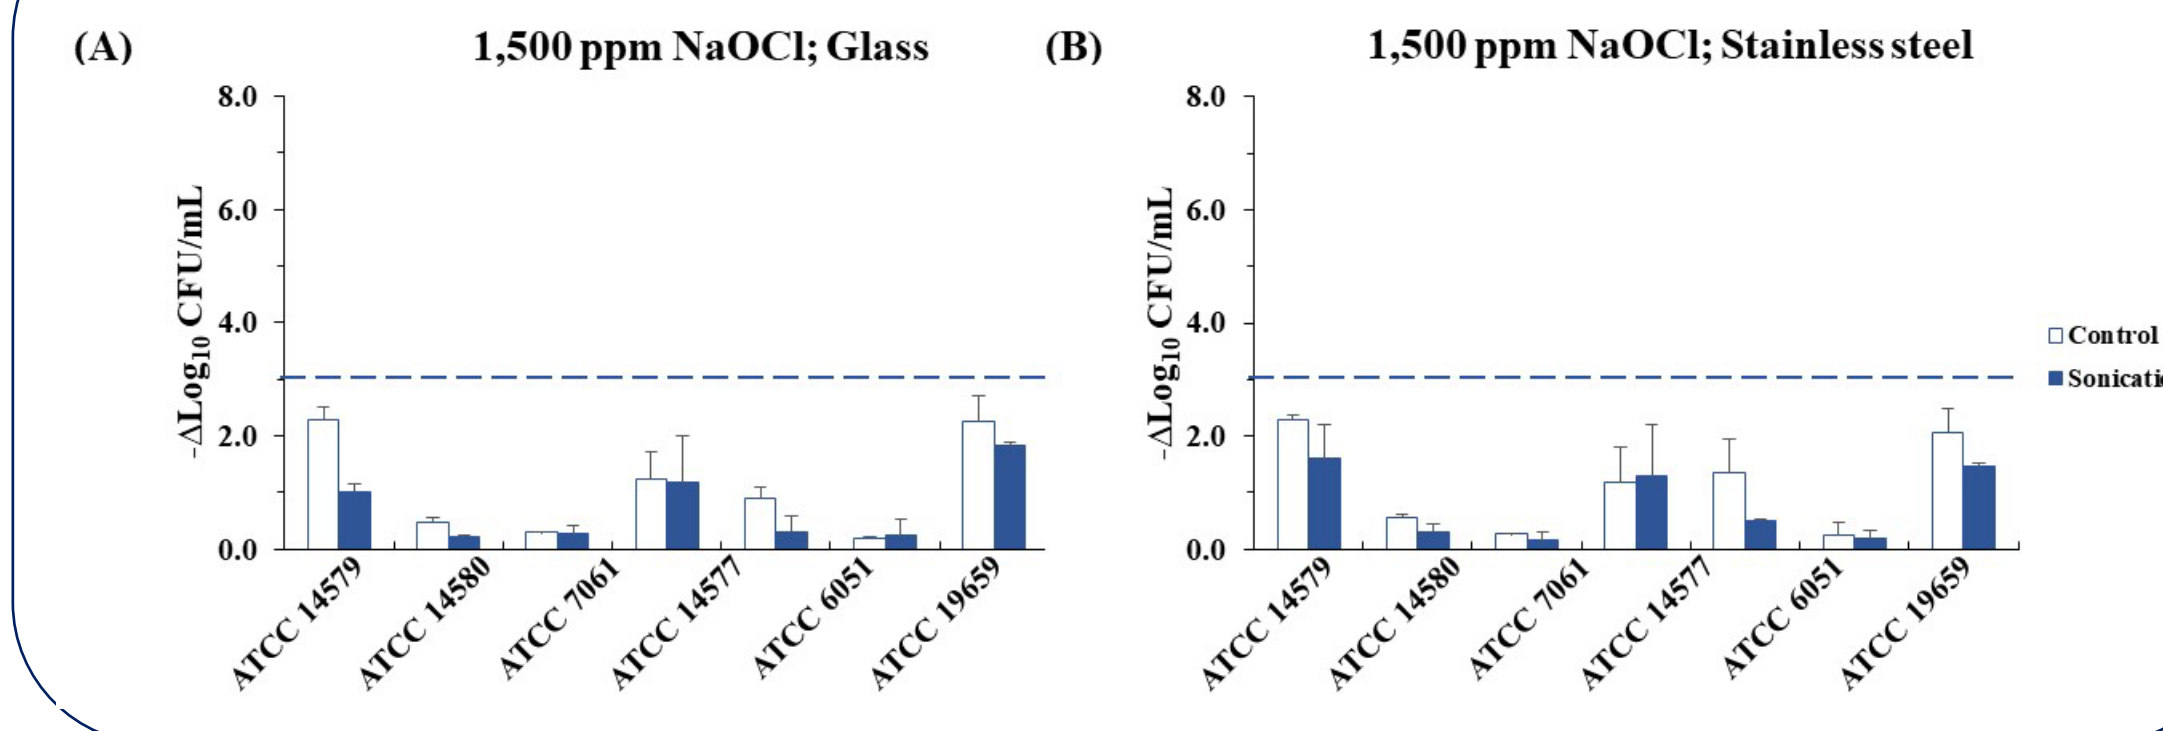 (A)
1,500 ppm NaOCl; Glass
8.0
6.0
4.0
2.0
0.0
-ΔLog10 CFU/mL
ATCC 14579
ATCC 14580
ATCC 7061
ATCC 14577
ATCC 6051
ATCC 19659
(B)
1,500 ppm NaOCl; Stainless steel
8.0
6.0
4.0
2.0
0.0
-ΔLog10 CFU/mL
ATCC 14579
ATCC 14580
ATCC 7061
ATCC 14577
ATCC 6051
ATCC 19659
Control